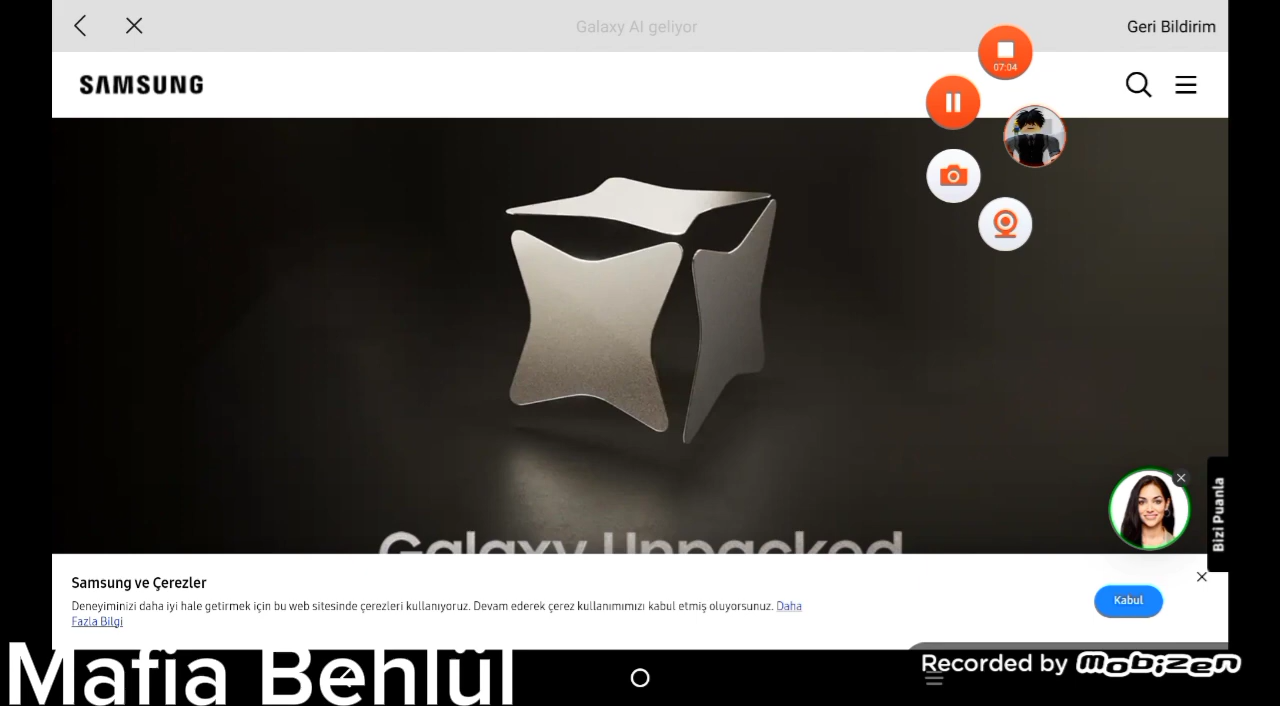 Galaxy AI geliyor
Geri Bildirim
07:04
SAMSUNG
Galaxy Unpacked
Bizi Puanla
Samsung ve Çerezler
Deneyiminizi daha iyi hale getirmek için bu web sitesinde çerezleri kullanıyoruz. Devam ederek çerez kullanımımızı kabul etmiş oluyorsunuz. Daha
Fazla Bilgi
Kabul
Mafia Behlül
Recorded by mobizen